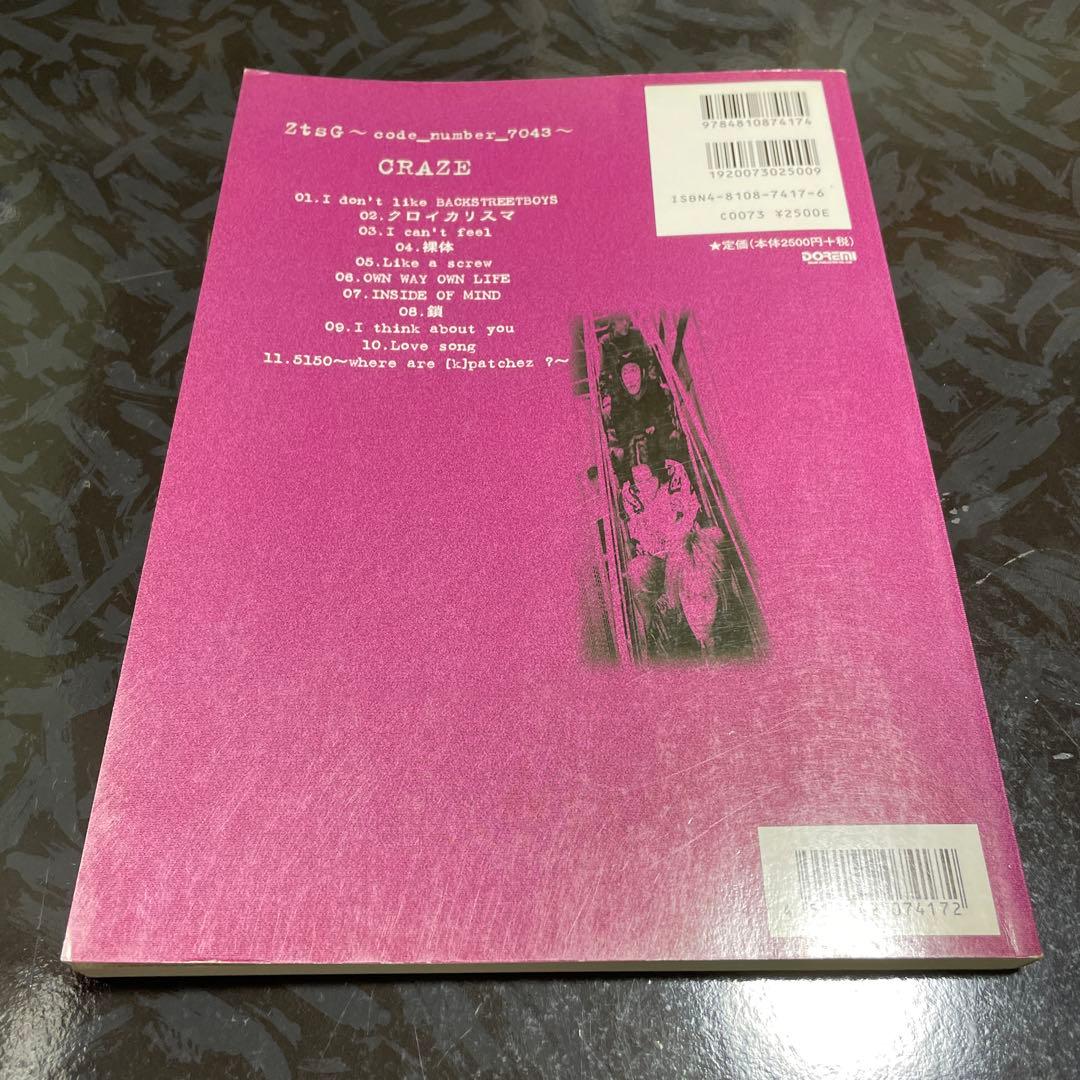 ZtsG～code_number_7043～
CRAZE
01.I don't like BACKSTREETBOYS
02.クロイカリスマ
03.I can't feel
04.裸体
05.Like a screw
06.OWN WAY OWN LIFE
07.INSIDE OF MIND
08.鎖
09.I think about you
10.Love song
11.5150～where are [k]patchez ?～
9784810874174
1920073025009
ISBN4-8108-7417-6
C0073 ¥2500E
★定価(本体2500円+税)
DOREMI